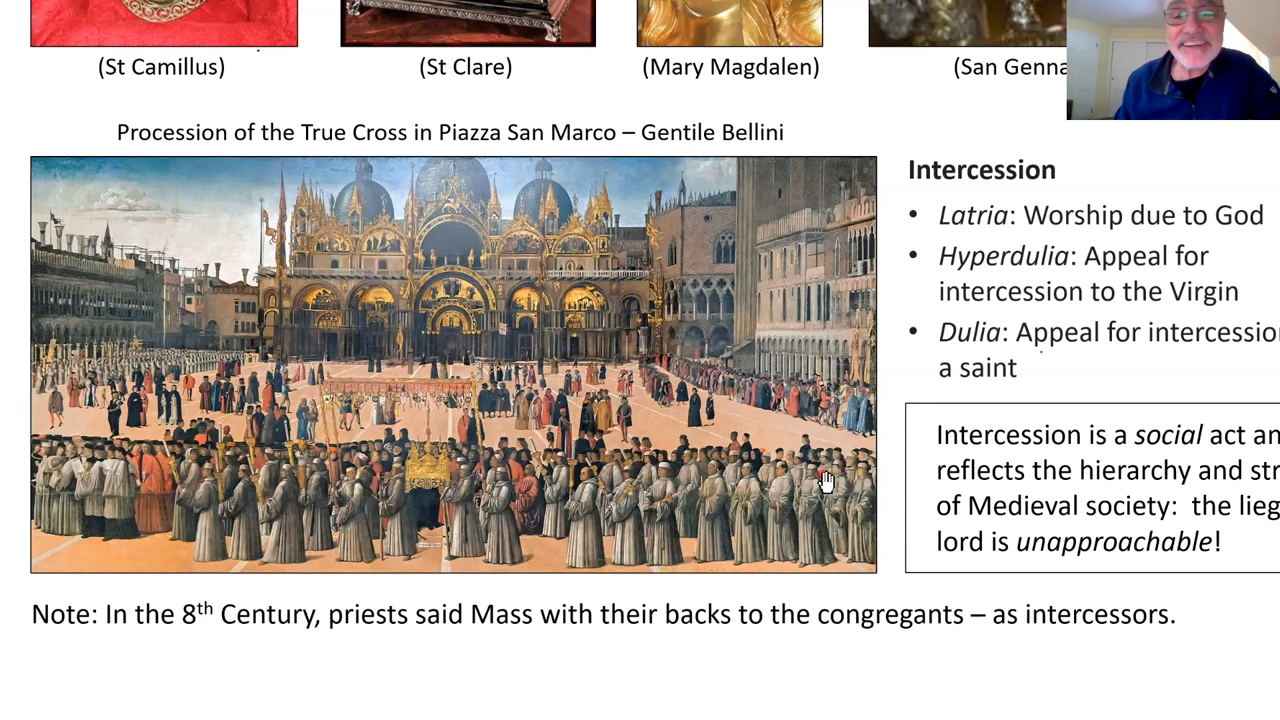 (St Camillus) (St Clare) (Mary Magdalen) (San Genna
Procession of the True Cross in Piazza San Marco – Gentile Bellini
Intercession
• Latria: Worship due to God
• Hyperdulia: Appeal for
intercession to the Virgin
• Dulia: Appeal for intercessio
a saint
Intercession is a social act an
reflects the hierarchy and str
of Medieval society: the lieg
lord is unapproachable!
Note: In the 8th Century, priests said Mass with their backs to the congregants – as intercessors.